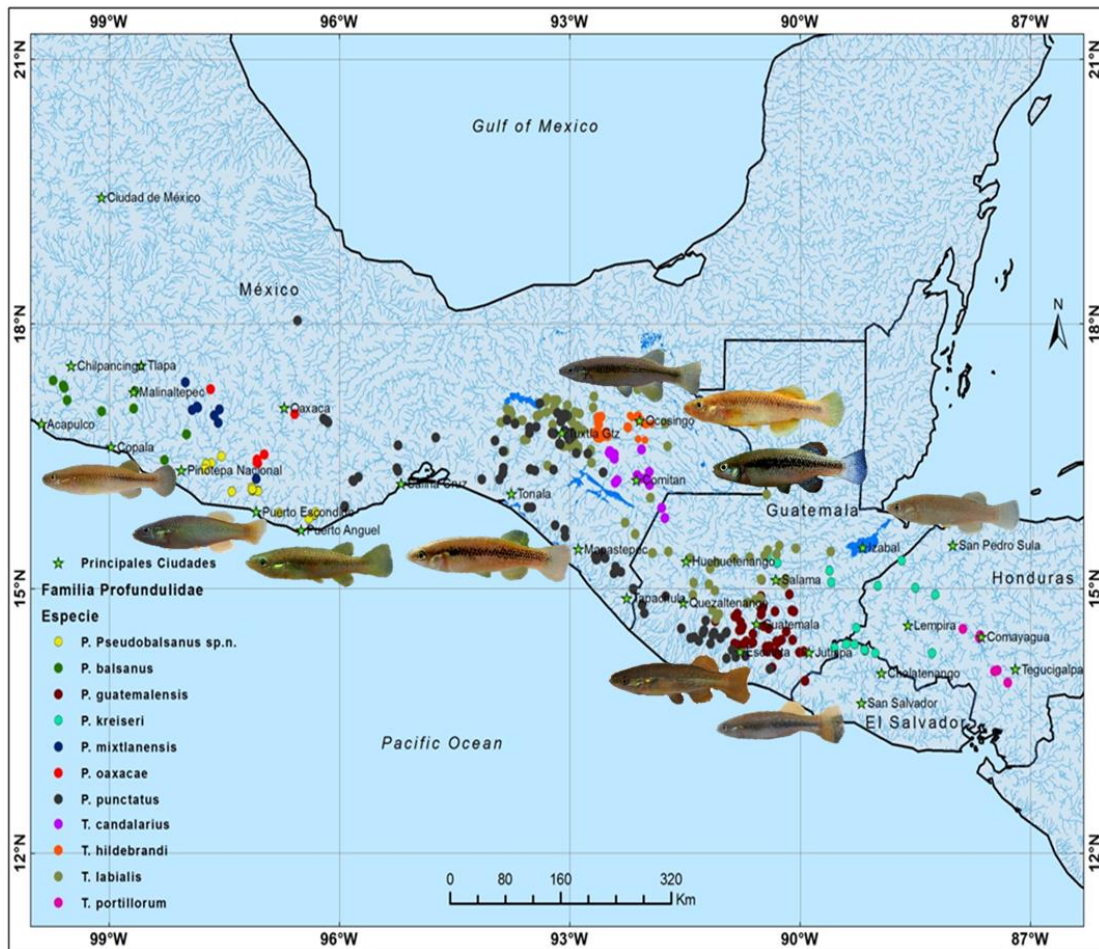 99°W 96°W 93°W 90°W 87°W
21°N 21°N
Gulf of Mexico
Ciudad de México
México
N
18°N 18°N
Chilpancingo Tlapa
Malinaltepec
Oaxaca
Ocosingo
Acapulco
Tuxtla Gtz
Copala
Pinotepa Nacional
Comitan
Salina Cruz
Tonala
Puerto Escondido
Guatemala
Puerto Anguel
Izabal
San Pedro Sula
Mapastepec
Huehuetenango
Honduras
Salama
15°N 15°N
Tapachula
Quezaltenango
Guatemala
Lempira
Comayagua
Escuintla
Jutiapa
Chalatenango
Tegucigalpa
San Salvador
El Salvador
Pacific Ocean
Principales Ciudades
Familia Profundulidae
Especie
P. Pseudobalsanus sp.n.
P. balsanus
P. guatemalensis
P. kreiseri
P. mixtlanensis
P. oaxacae
P. punctatus
T. candalarius
T. hildebrandi
T. labialis
T. portillorum
12°N 12°N
0 80 160 320
Km
99°W 96°W 93°W 90°W 87°W